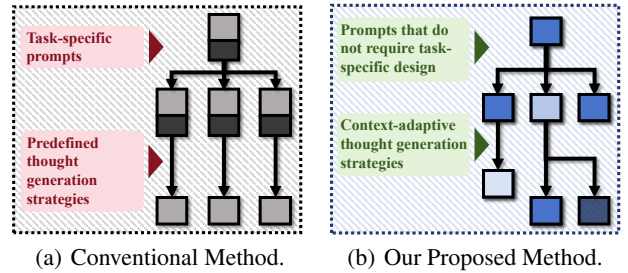 Task-specific
prompts
Predefined
thought
generation
strategies
(a) Conventional Method.
Prompts that do
not require task-
specific design
Context-adaptive
thought generation
strategies
(b) Our Proposed Method.